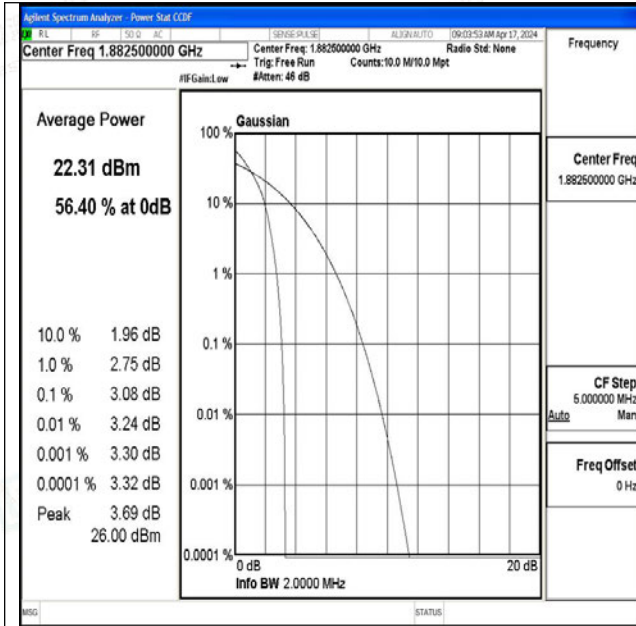 Agilent Spectrum Analyzer - Power Stat CCDF
RL RF 50 Ω AC SENSE:PULSE ALIGN AUTO 09:03:53 AM Apr 17, 2024
Center Freq 1.882500000 GHz
Center Freq: 1.882500000 GHz Radio Std: None
Trig: Free Run Counts:10.0 M/10.0 Mpt
#IFGain:Low #Atten: 46 dB
Frequency
Average Power
22.31 dBm
56.40 % at 0dB
10.0 % 1.96 dB
1.0 % 2.75 dB
0.1 % 3.08 dB
0.01 % 3.24 dB
0.001 % 3.30 dB
0.0001 % 3.32 dB
Peak 3.69 dB
26.00 dBm
Gaussian
100 %
10 %
1 %
0.1 %
0.01 %
0.001 %
0.0001 %
0 dB 20 dB
Info BW 2.0000 MHz
Center Freq
1.882500000 GHz
CF Step
5.000000 MHz
Auto Man
Freq Offset
0 Hz
MSG STATUS